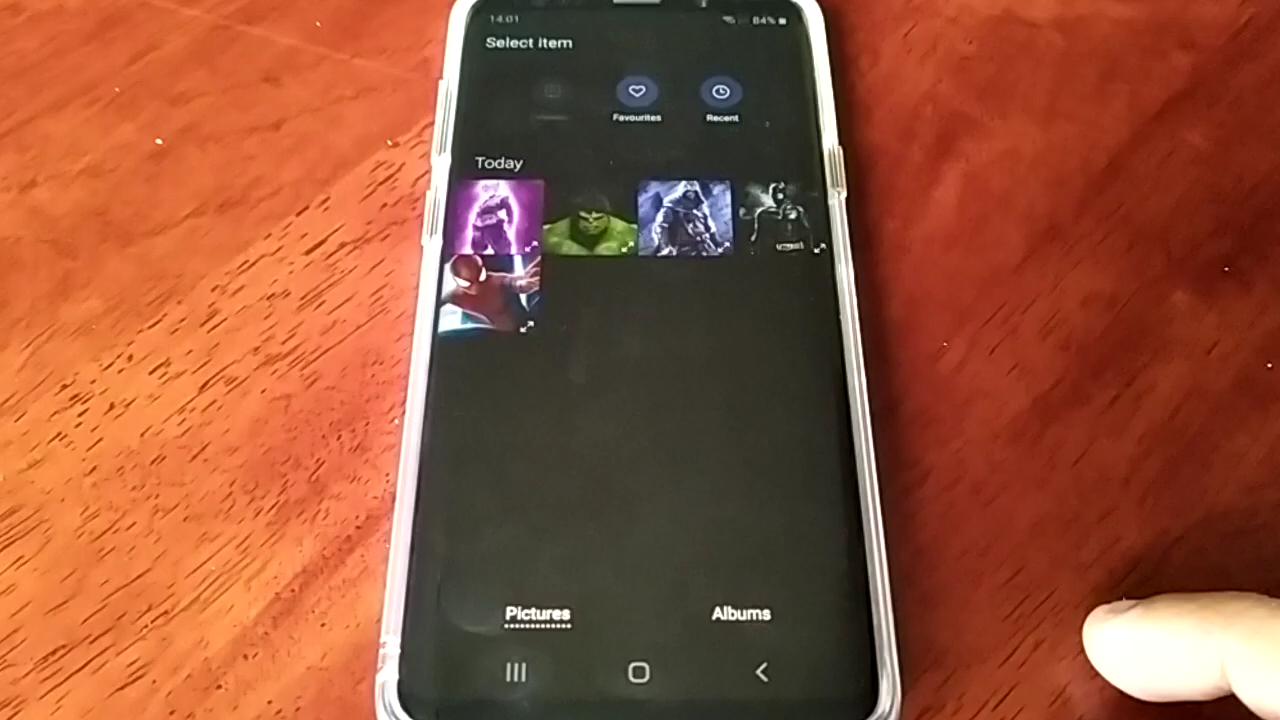 14:01
84%
Select item
Favourites
Recent
Today
Pictures
Albums